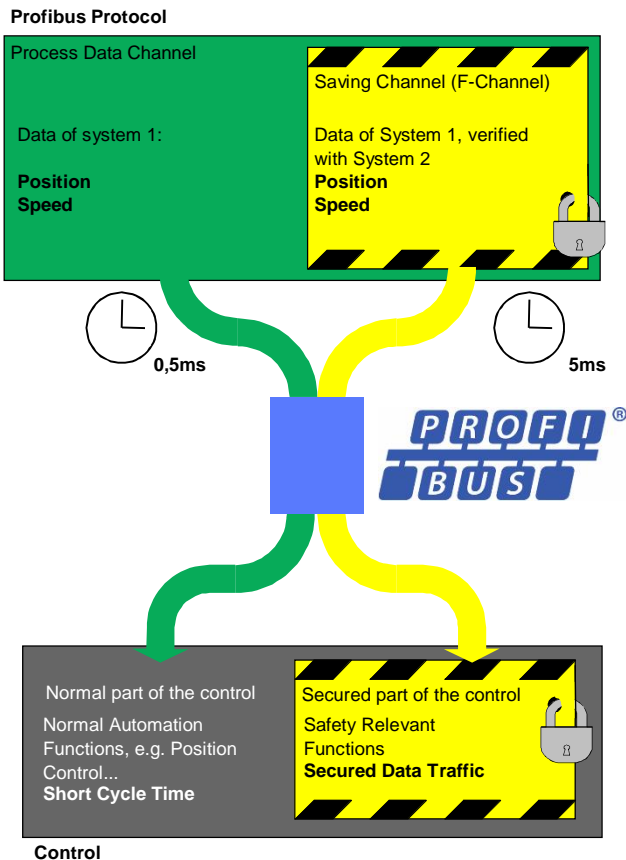 Profibus Protocol
Process Data Channel
Saving Channel (F-Channel)
Data of system 1:
Position
Speed
Data of System 1, verified
with System 2
Position
Speed
0,5ms
5ms
PROFI®
BUS
Normal part of the control
Normal Automation
Functions, e.g. Position
Control...
Short Cycle Time
Secured part of the control
Safety Relevant
Functions
Secured Data Traffic
Control